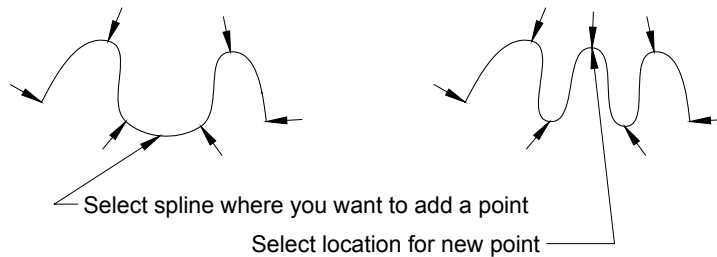 Select spline where you want to add a point
Select location for new point